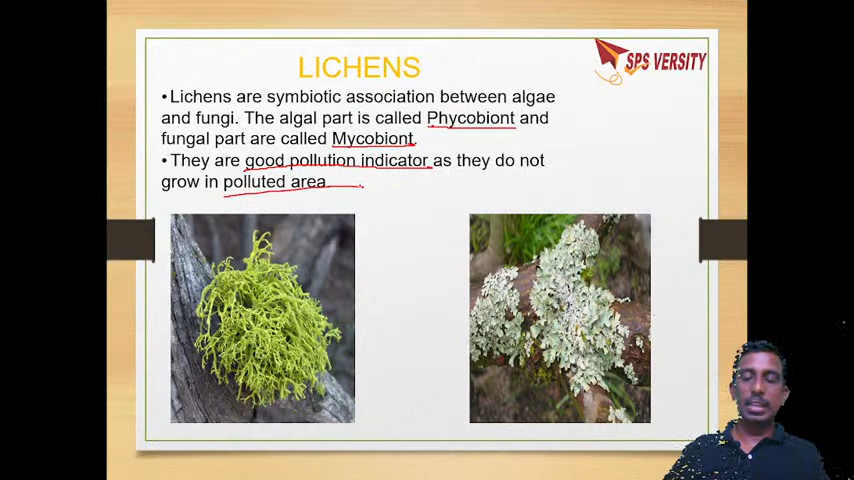 LICHENS
SPS VERSITY
•Lichens are symbiotic association between algae
and fungi. The algal part is called Phycobiont and
fungal part are called Mycobiont.
•They are good pollution indicator as they do not
grow in polluted area.